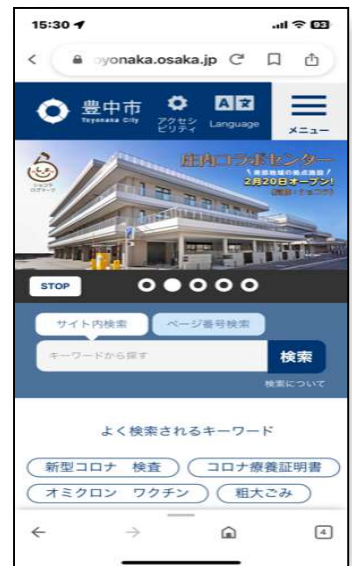 15:30
93
oyonaka.osaka.jp
豊中市
Toyonaka City
アクセシ
ビリティ
Language
メニュー
庄内コラボセンター
2月20日オープン!
STOP
サイト内検索
ページ番号検索
キーワードから探す
検索
検索について
よく検索されるキーワード
新型コロナ 検査
コロナ療養証明書
オミクロン ワクチン
粗大ごみ
4